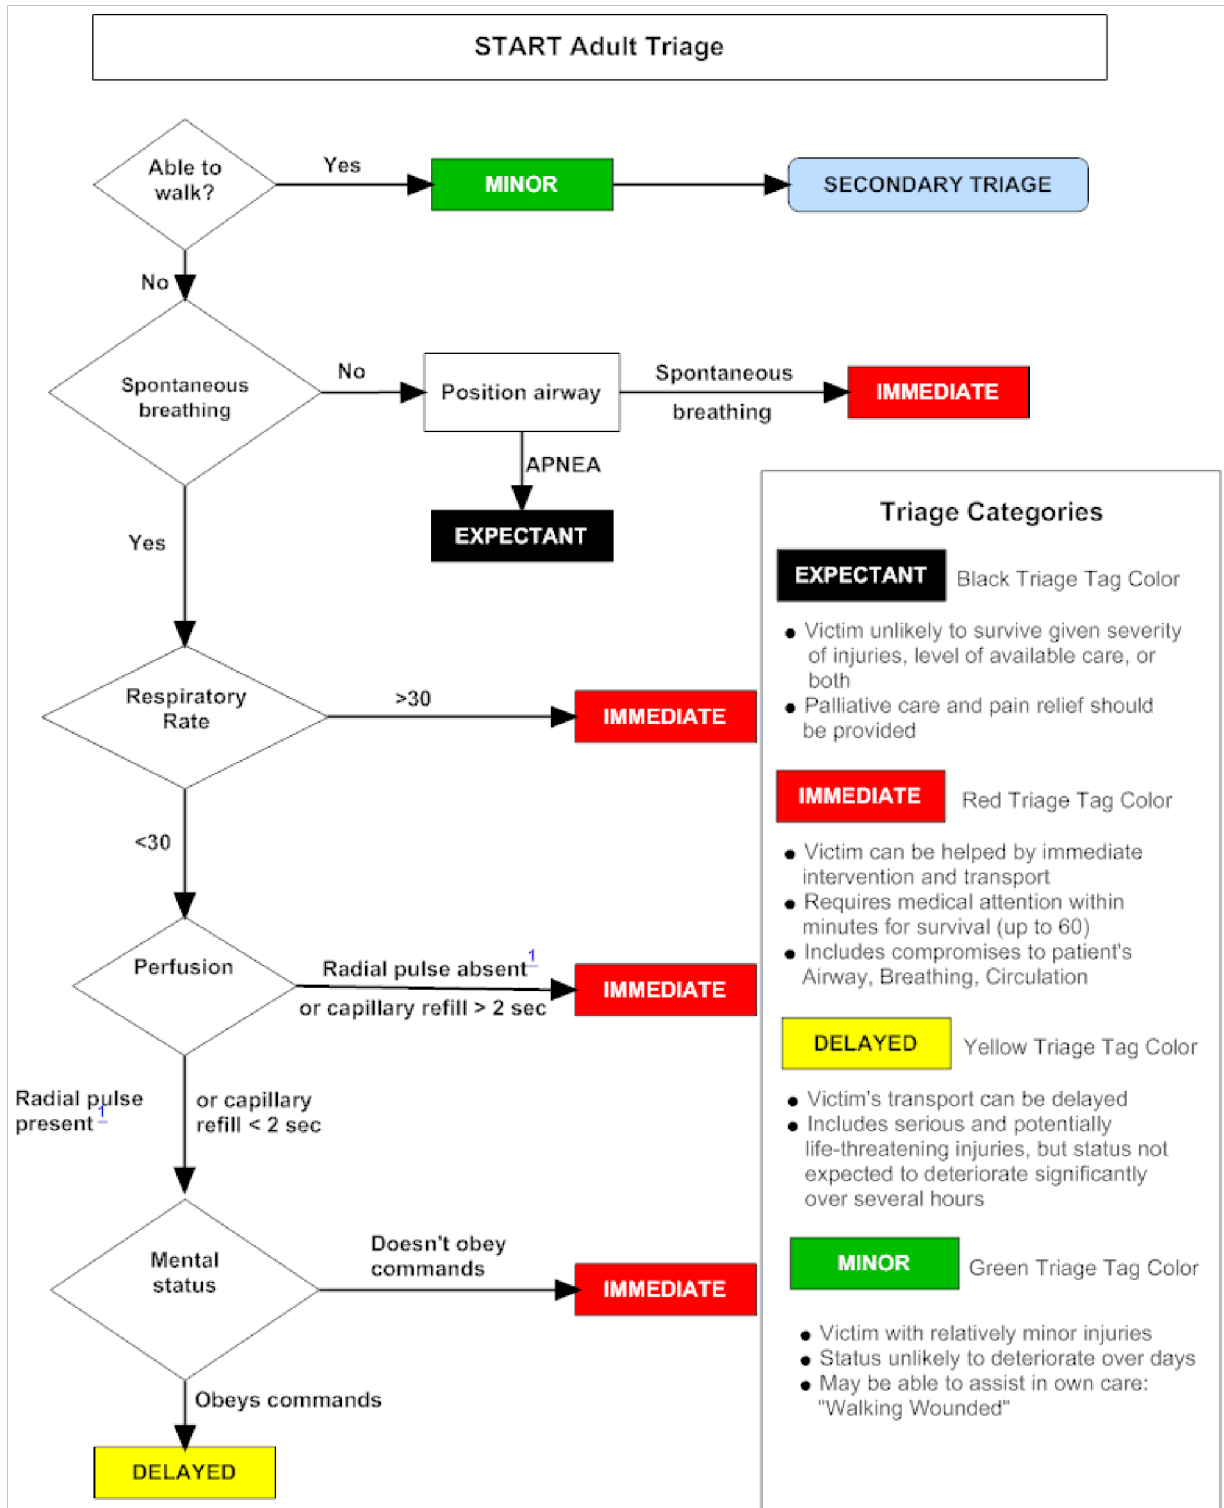 START Adult Triage
Able to
walk?
Yes
MINOR
SECONDARY TRIAGE
No
Spontaneous
breathing
No
Position airway
Spontaneous
breathing
IMMEDIATE
APNEA
EXPECTANT
Yes
Respiratory
Rate
>30
IMMEDIATE
<30
Perfusion
Radial pulse absent 1
or capillary refill > 2 sec
IMMEDIATE
Radial pulse
present 1
or capillary
refill < 2 sec
Mental
status
Doesn't obey
commands
IMMEDIATE
Obeys commands
DELAYED
Triage Categories
EXPECTANT Black Triage Tag Color
● Victim unlikely to survive given severity
of injuries, level of available care, or
both
● Palliative care and pain relief should
be provided
IMMEDIATE Red Triage Tag Color
● Victim can be helped by immediate
intervention and transport
● Requires medical attention within
minutes for survival (up to 60)
● Includes compromises to patient's
Airway, Breathing, Circulation
DELAYED Yellow Triage Tag Color
● Victim's transport can be delayed
● Includes serious and potentially
life-threatening injuries, but status not
expected to deteriorate significantly
over several hours
MINOR Green Triage Tag Color
● Victim with relatively minor injuries
● Status unlikely to deteriorate over days
● May be able to assist in own care:
"Walking Wounded"